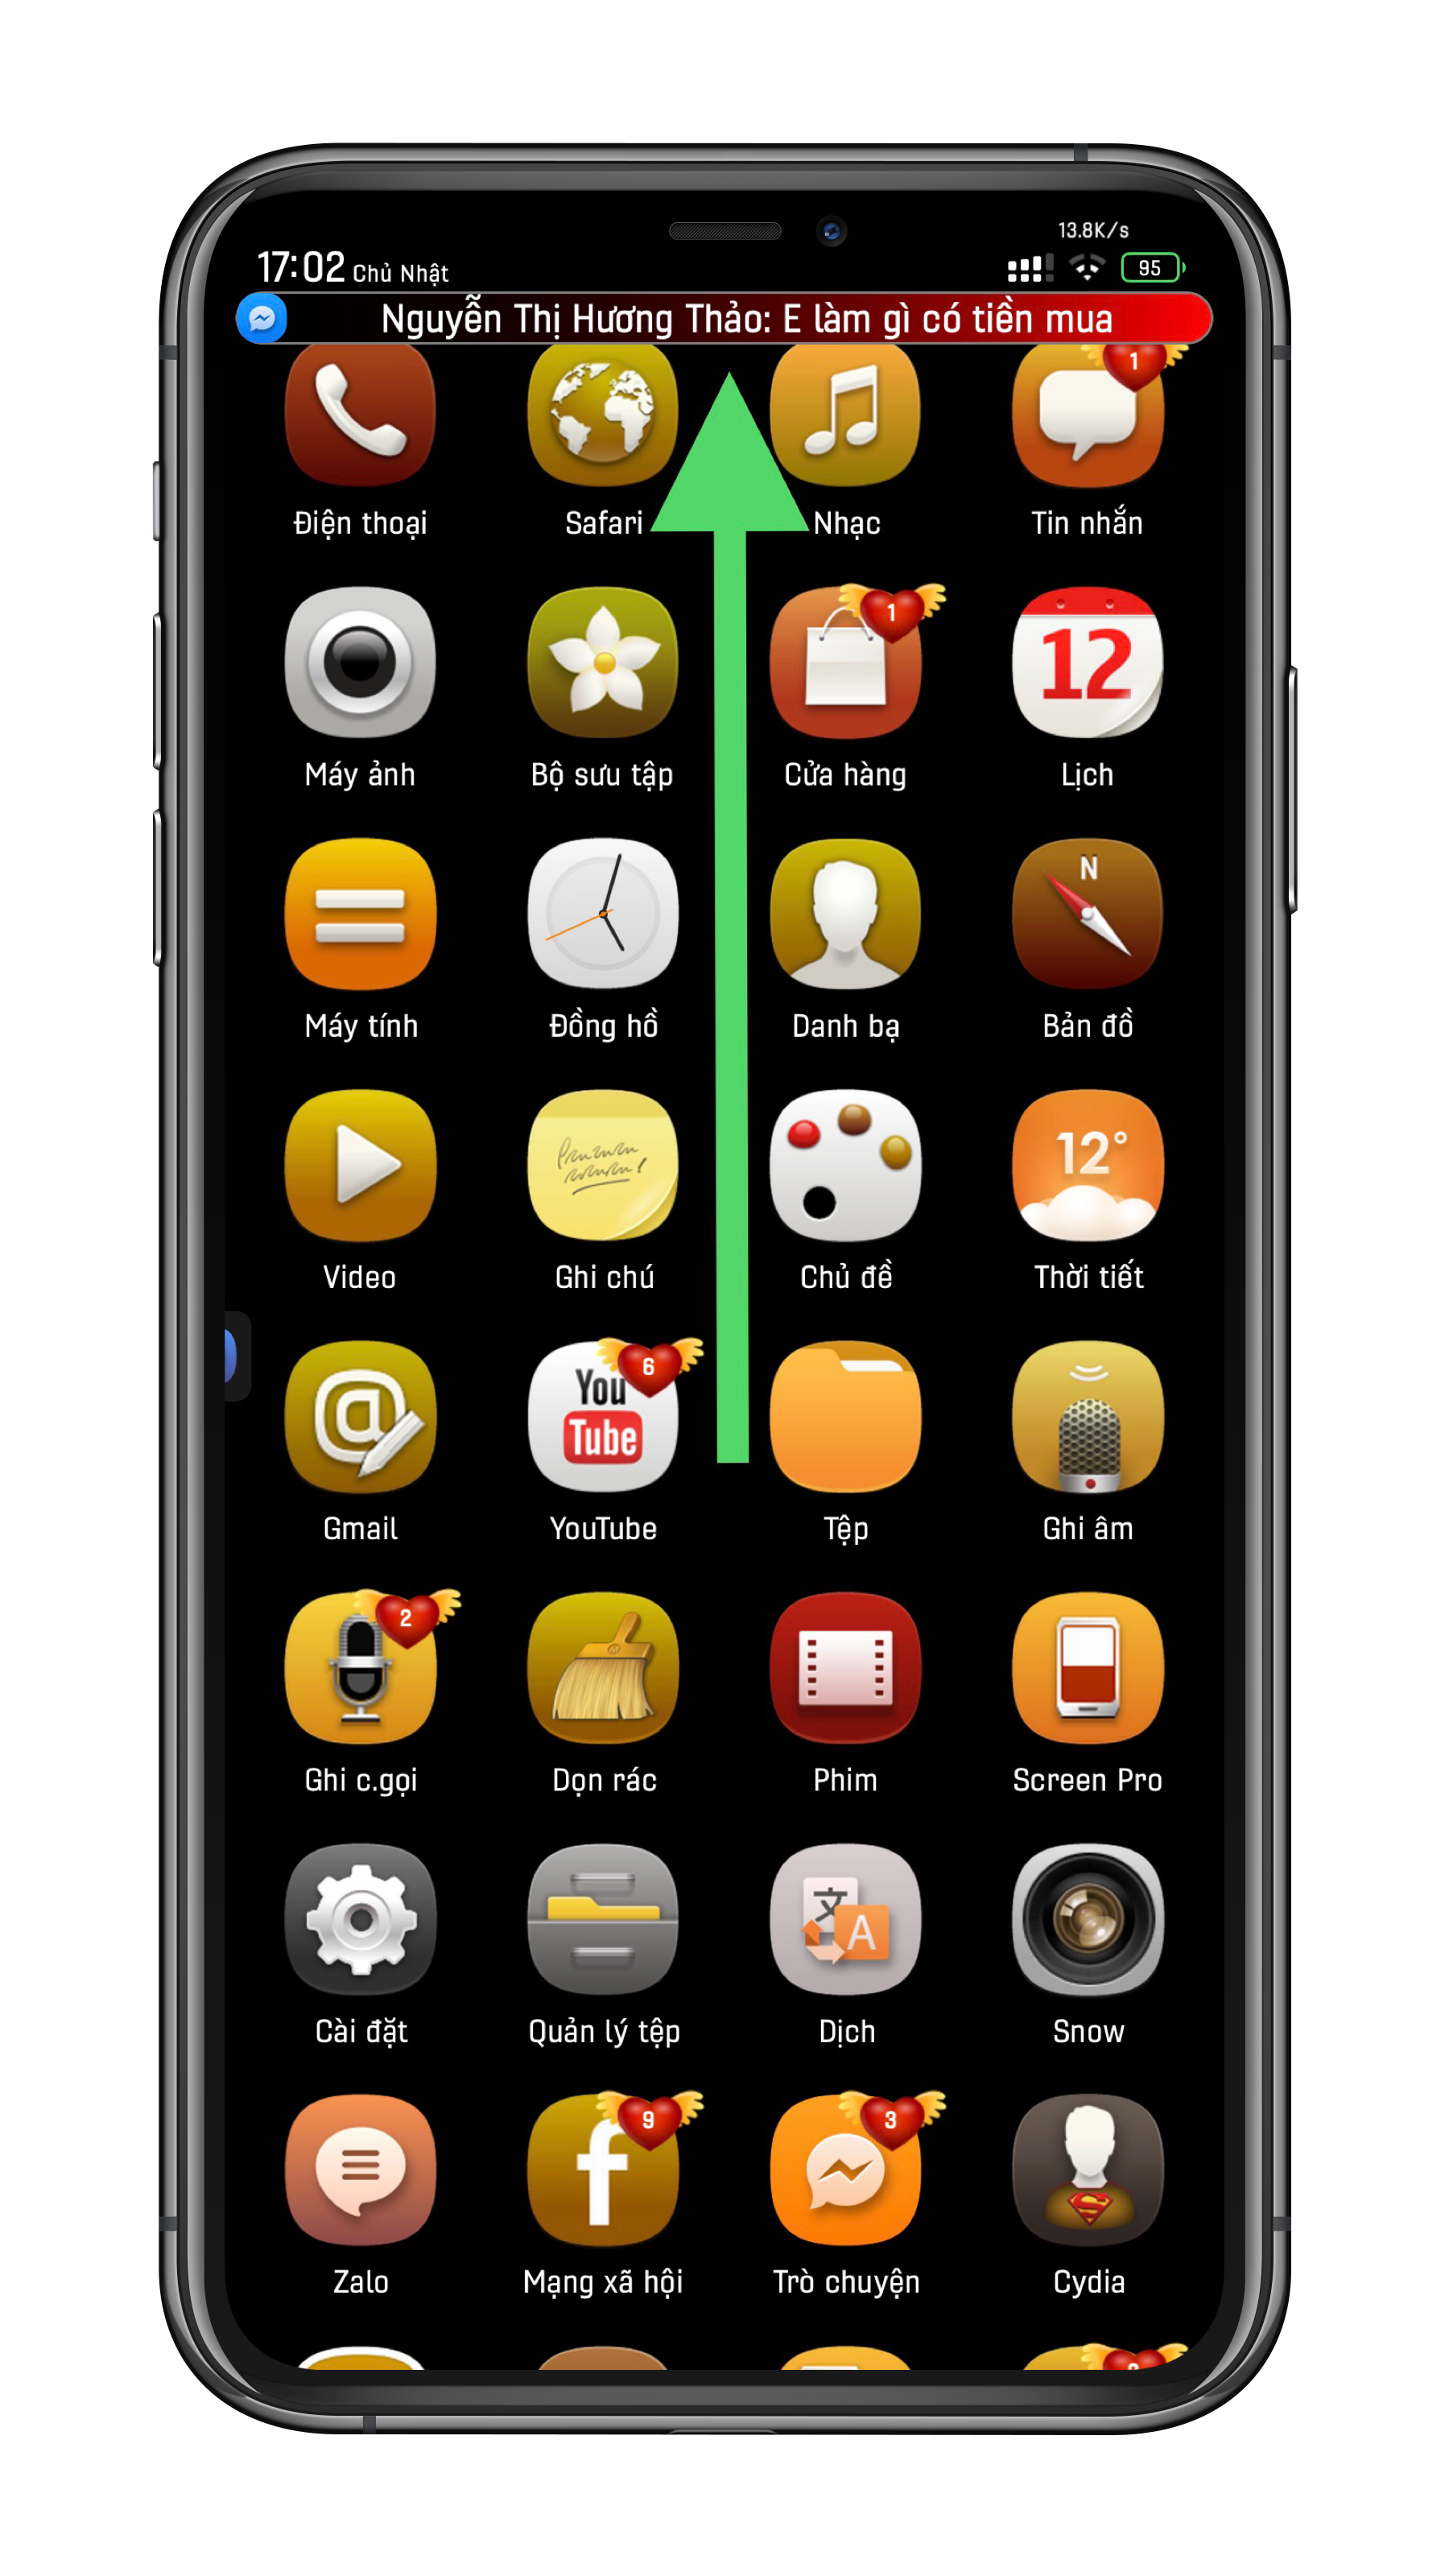 13.8K/s
17:02 Chủ Nhật
95
Nguyễn Thị Hương Thảo: E làm gì có tiền mua
1
Điện thoại
Safari
Nhạc
Tin nhắn
1
12
Máy ảnh
Bộ sưu tập
Cửa hàng
Lịch
N
Máy tính
Đồng hồ
Danh bạ
Bản đồ
12°
Video
Ghi chú
Chủ đề
Thời tiết
6
You
Tube
Gmail
YouTube
Tệp
Ghi âm
2
Ghi c.gọi
Dọn rác
Phim
Screen Pro
文
A
Cài đặt
Quản lý tệp
Dịch
Snow
9
3
f
S
Zalo
Mạng xã hội
Trò chuyện
Cydia